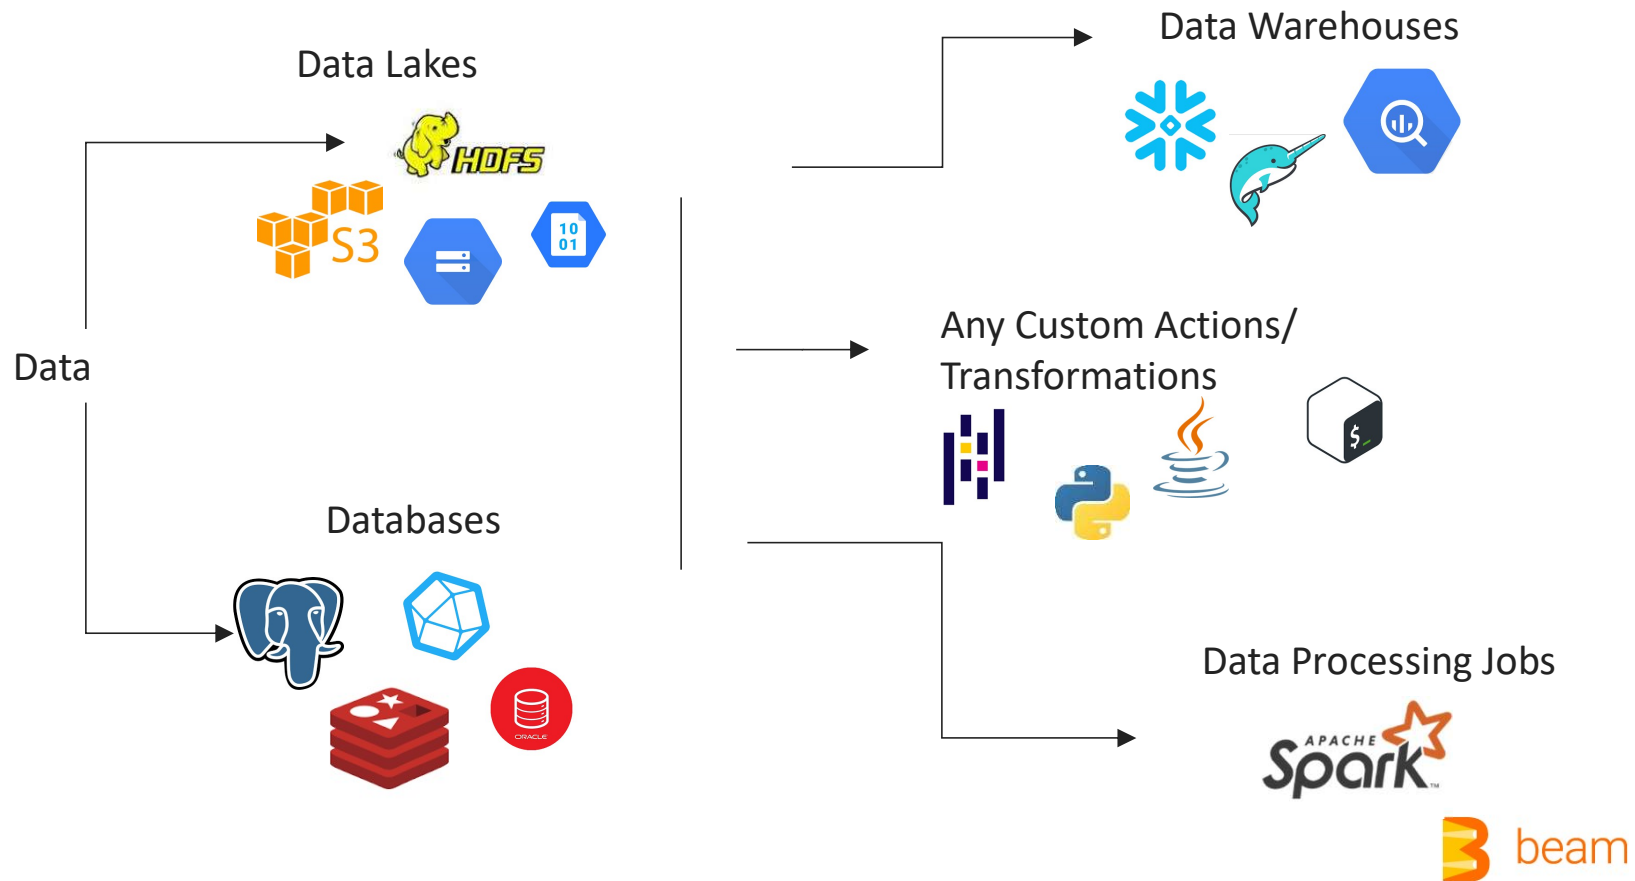 Data Warehouses
Data Lakes
HDFS
S3
10
01
Any Custom Actions/
Transformations
Data
$_
Databases
ORACLE
Data Processing Jobs
APACHE
Spark
TM
beam